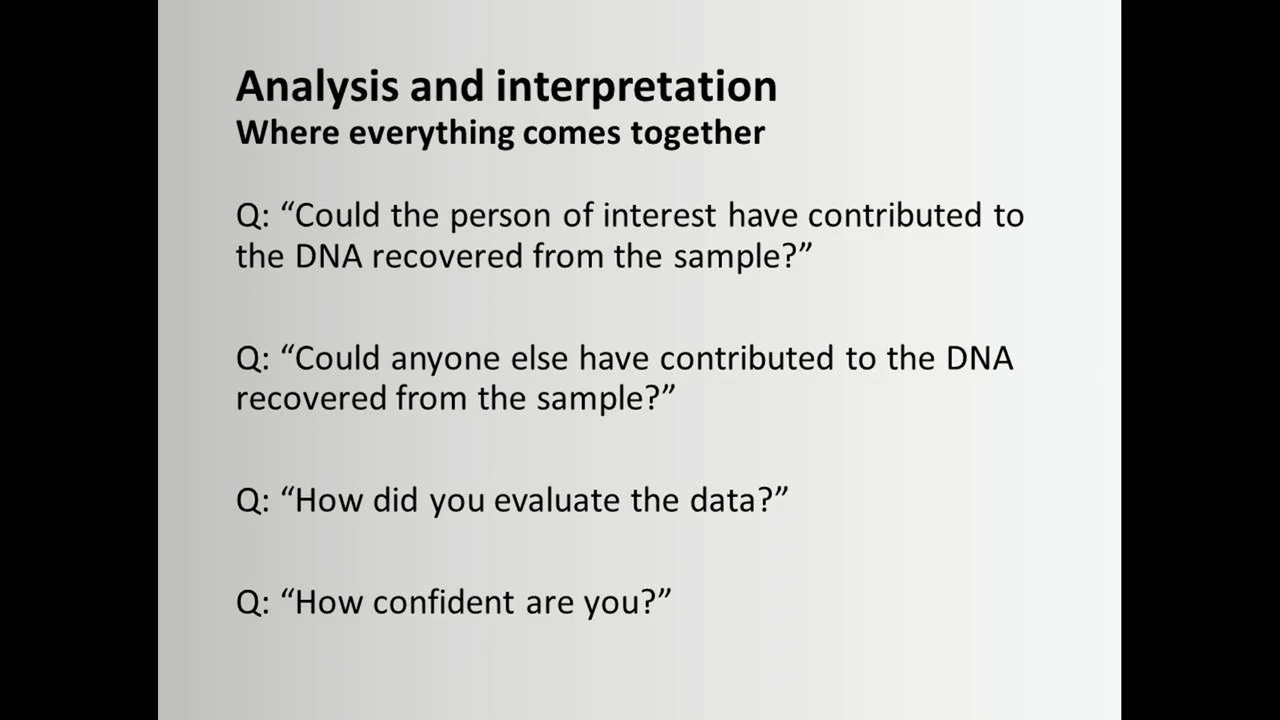 Analysis and interpretation
Where everything comes together
Q: “Could the person of interest have contributed to
the DNA recovered from the sample?”
Q: “Could anyone else have contributed to the DNA
recovered from the sample?”
Q: “How did you evaluate the data?”
Q: “How confident are you?”